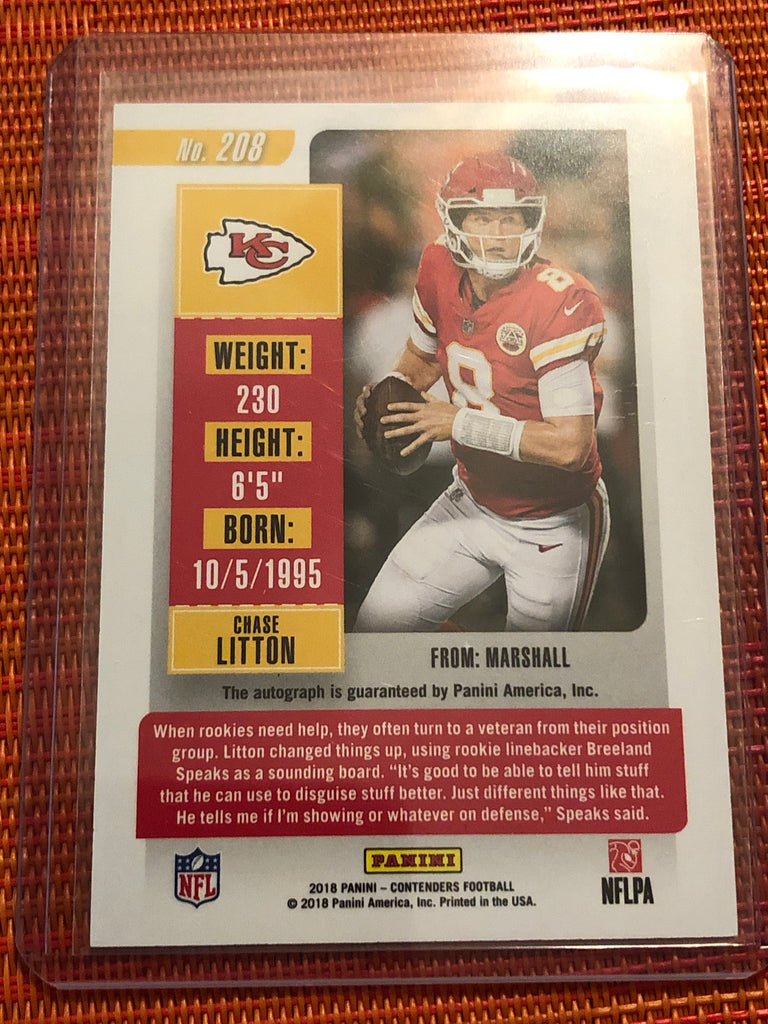 No. 208
KC
WEIGHT:
230
HEIGHT:
6'5"
BORN:
10/5/1995
CHASE
LITTON
8
8
FROM: MARSHALL
The autograph is guaranteed by Panini America, Inc.
When rookies need help, they often turn to a veteran from their position
group. Litton changed things up, using rookie linebacker Breeland
Speaks as a sounding board. “It’s good to be able to tell him stuff
that he can use to disguise stuff better. Just different things like that.
He tells me if I’m showing or whatever on defense,” Speaks said.
NFL
PANINI
2018 PANINI – CONTENDERS FOOTBALL
© 2018 Panini America, Inc. Printed in the USA.
NFLPA